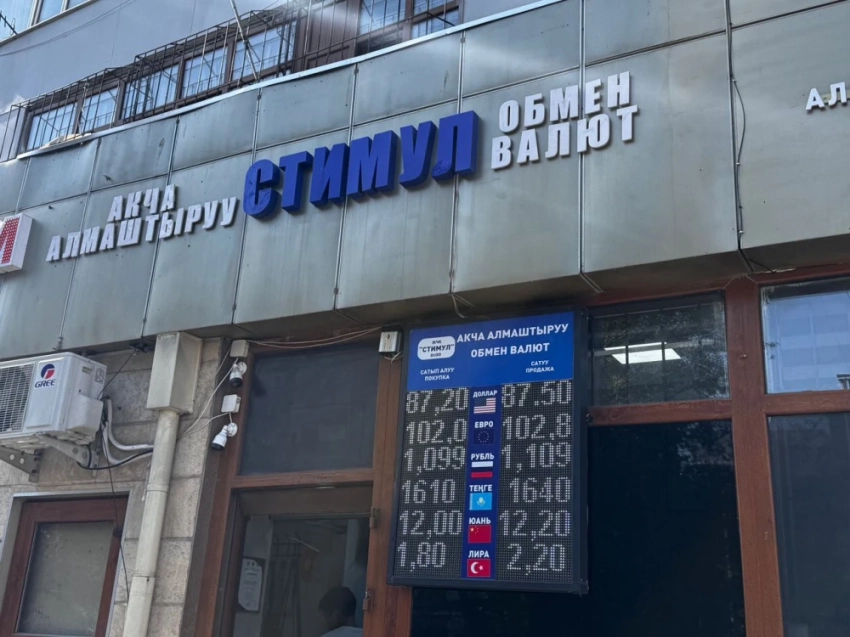 АКЧА
АЛМАШТЫРУУ
СТИМУЛ
ОБМЕН
ВАЛЮТ
АЛ
GREE
"СТИМУЛ"
АКЧА АЛМАШТЫРУУ
ОБМЕН ВАЛЮТ
САТЫП АЛУУ
ПОКУПКА
САТУУ
ПРОДАЖА
87,20 ДОЛЛАР 87.50
102,0 ЕВРО 102,8
1,099 РУБЛЬ 1,109
1610 ТЕҢГЕ 1640
12,00 ЮАНЬ 12,20
1,80 ЛИРА 2,20